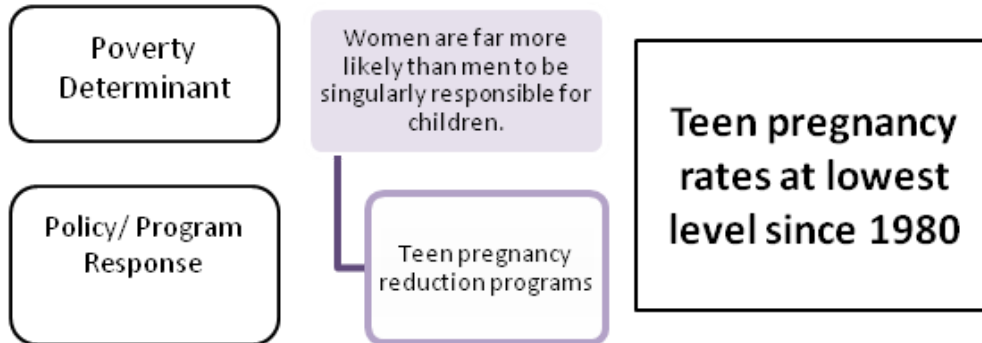 Poverty
Determinant
Women are far more
likely than men to be
singularly responsible for
children.
Policy/ Program
Response
Teen pregnancy
reduction programs
Teen pregnancy
rates at lowest
level since 1980